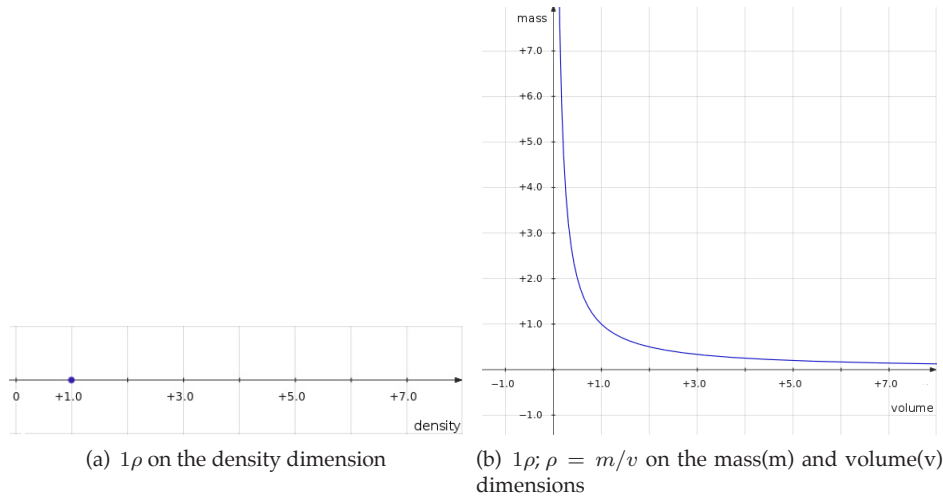 mass
+7.0
+6.0
+5.0
+4.0
+3.0
+2.0
+1.0
−1.0 +1.0 +3.0 +5.0 +7.0
−1.0
volume
0 +1.0 +3.0 +5.0 +7.0
density
(a) 1ρ on the density dimension
(b) 1ρ; ρ = m/v on the mass(m) and volume(v)
dimensions